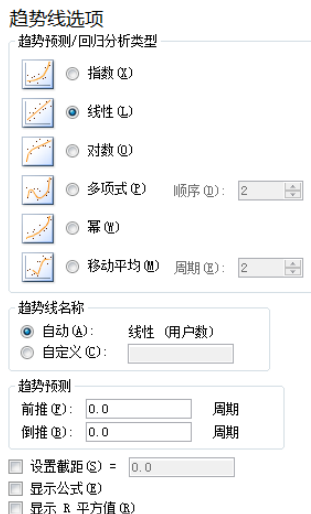 趋势线选项
趋势预测/回归分析类型
指数(X)
线性(L)
对数(O)
多项式(P) 顺序(D): 2
幂(W)
移动平均(M) 周期(E): 2
趋势线名称
自动(A): 线性 (用户数)
自定义(C):
趋势预测
前推(F): 0.0 周期
倒推(B): 0.0 周期
设置截距(S) = 0.0
显示公式(E)
显示 R 平方值(R)